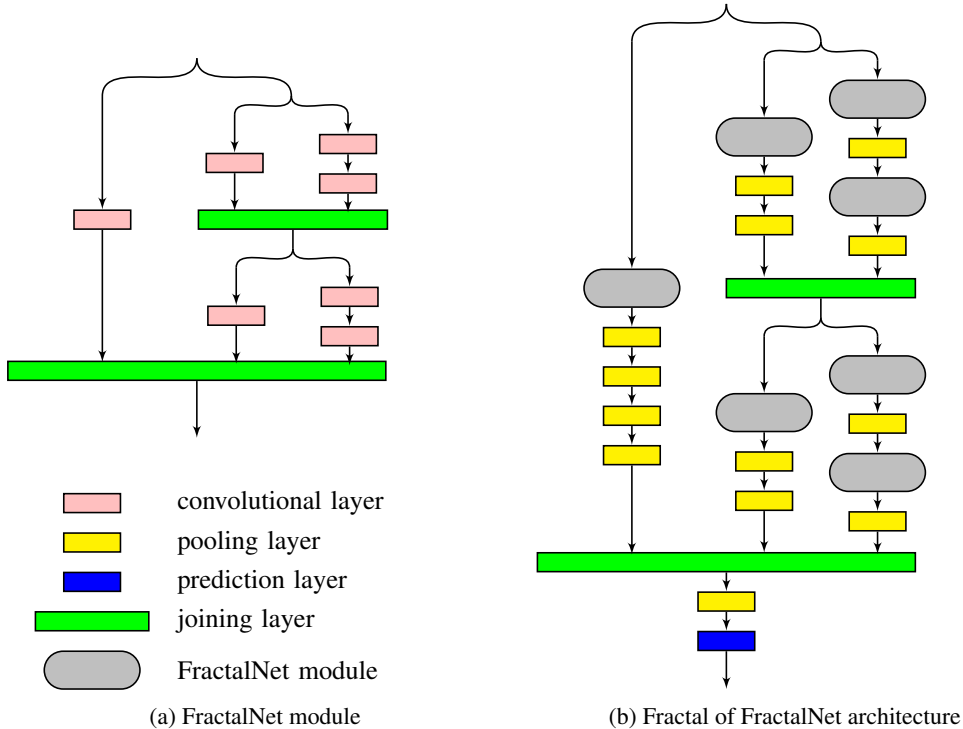 convolutional layer
pooling layer
prediction layer
joining layer
FractalNet module
(a) FractalNet module
(b) Fractal of FractalNet architecture